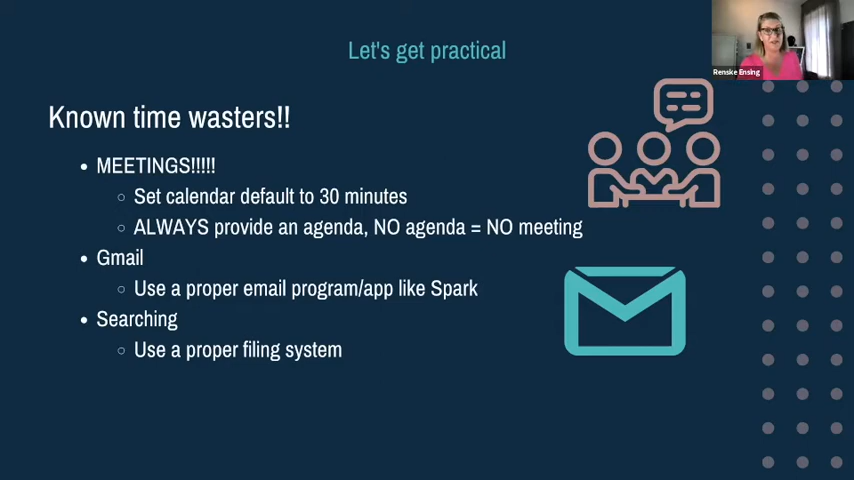 Let's get practical
Renske Ensing
Known time wasters!!
MEETINGS!!!!!
Set calendar default to 30 minutes
ALWAYS provide an agenda, NO agenda = NO meeting
Gmail
Use a proper email program/app like Spark
Searching
Use a proper filing system